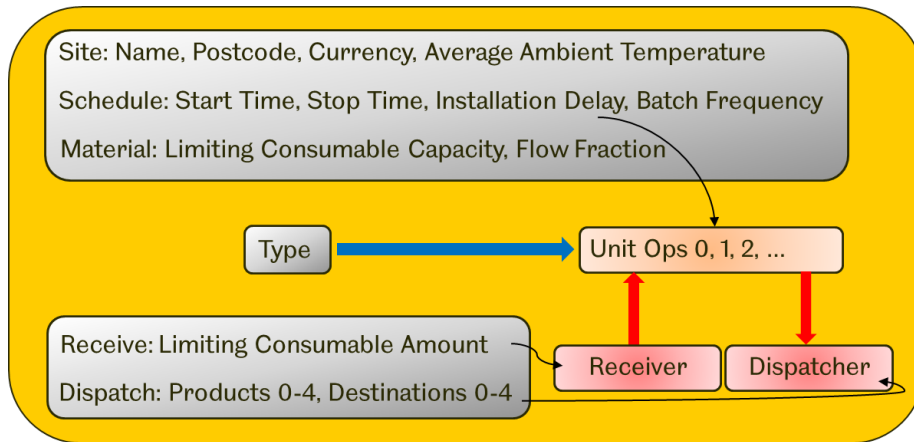 Site: Name, Postcode, Currency, Average Ambient Temperature
Schedule: Start Time, Stop Time, Installation Delay, Batch Frequency
Material: Limiting Consumable Capacity, Flow Fraction
Type
Unit Ops 0, 1, 2, ...
Receive: Limiting Consumable Amount
Dispatch: Products 0-4, Destinations 0-4
Receiver
Dispatcher